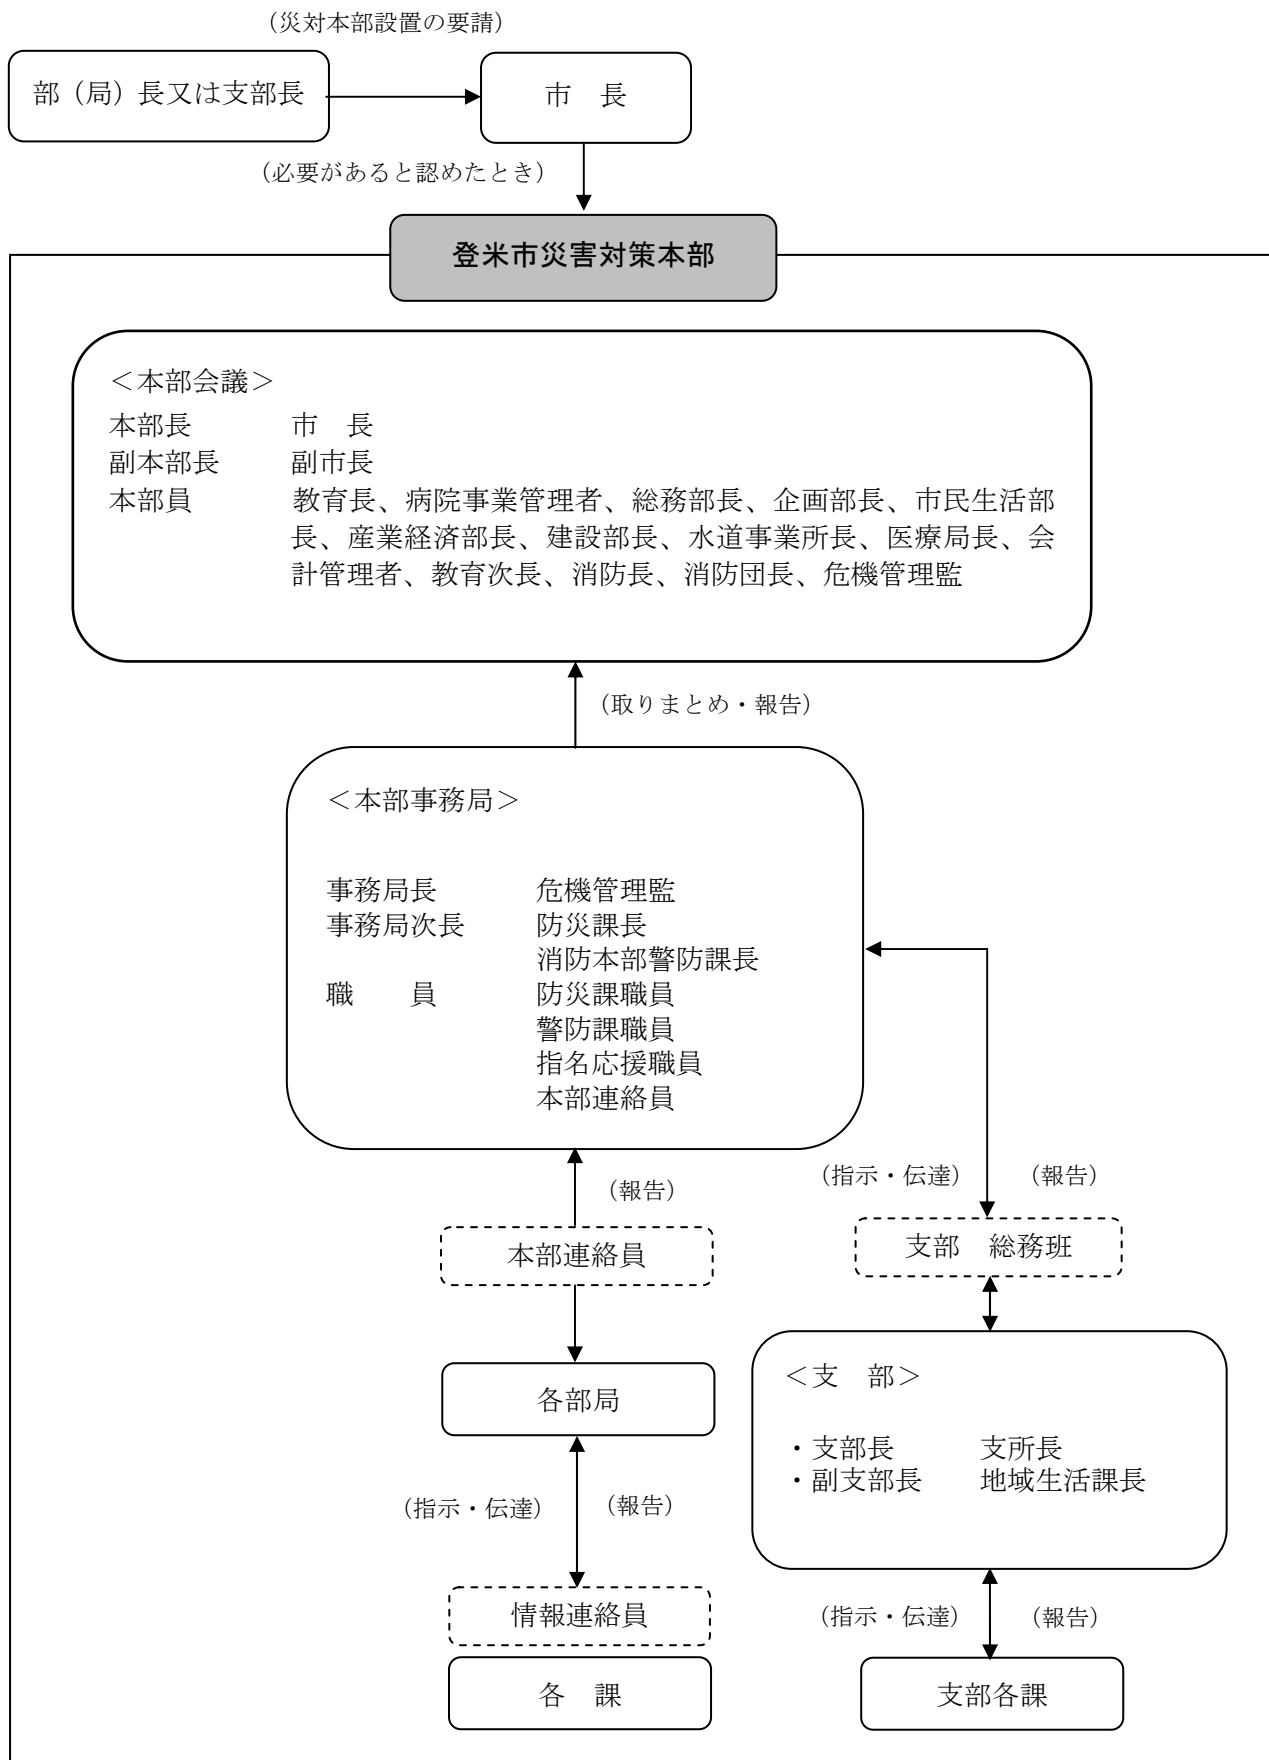 （災対本部設置の要請）
部（局）長又は支部長
市　長
（必要があると認めたとき）
登米市災害対策本部
＜本部会議＞
本部長　市　長
副本部長　副市長
本部員　教育長、病院事業管理者、総務部長、企画部長、市民生活部
長、産業経済部長、建設部長、水道事業所長、医療局長、会
計管理者、教育次長、消防長、消防団長、危機管理監
（取りまとめ・報告）
＜本部事務局＞
事務局長　危機管理監
事務局次長　防災課長
消防本部警防課長
職　　員　防災課職員
警防課職員
指名応援職員
本部連絡員
（指示・伝達）　（報告）
（報告）
本部連絡員
支部　総務班
各部局
＜支　部＞
・支部長　支所長
・副支部長　地域生活課長
（指示・伝達）　（報告）
情報連絡員
（指示・伝達）　（報告）
各　課
支部各課